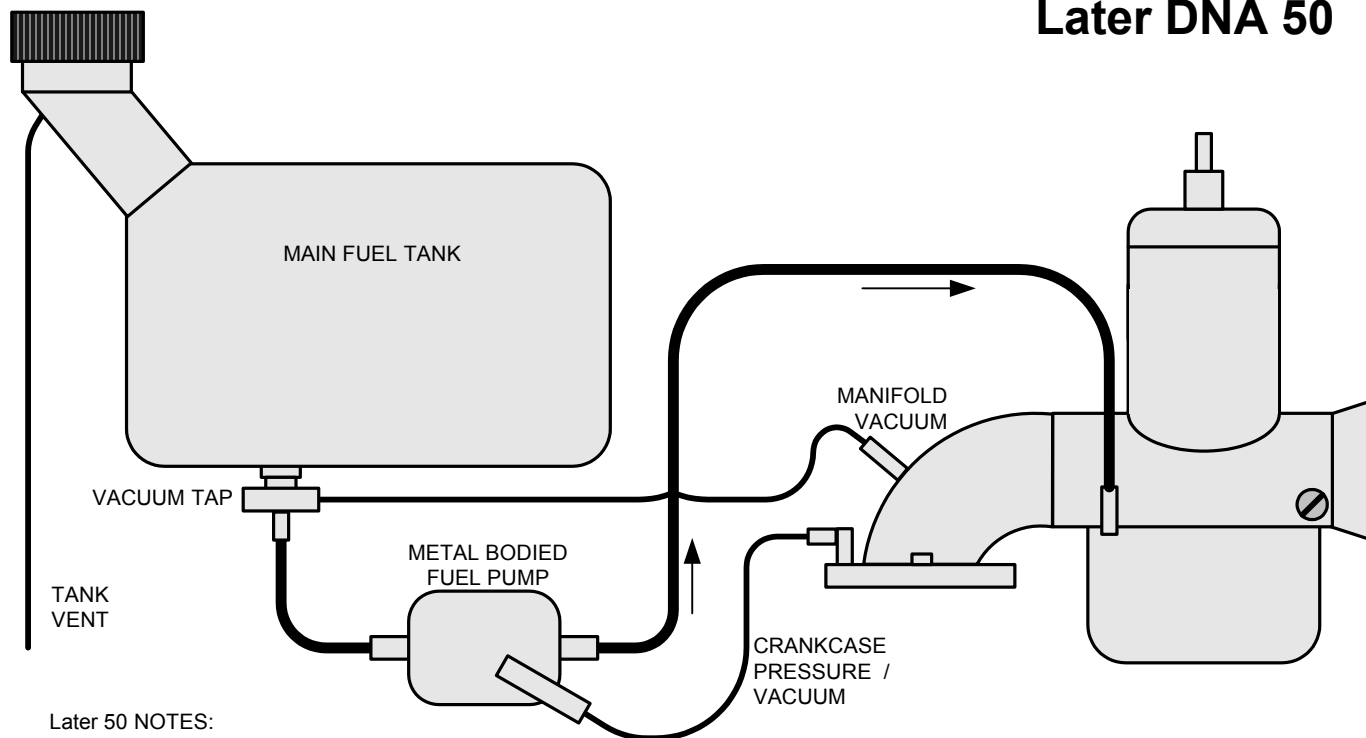 Later DNA 50
MAIN FUEL TANK
MANIFOLD
VACUUM
VACUUM TAP
METAL BODIED
FUEL PUMP
TANK
VENT
CRANKCASE
PRESSURE /
VACUUM
Later 50 NOTES: